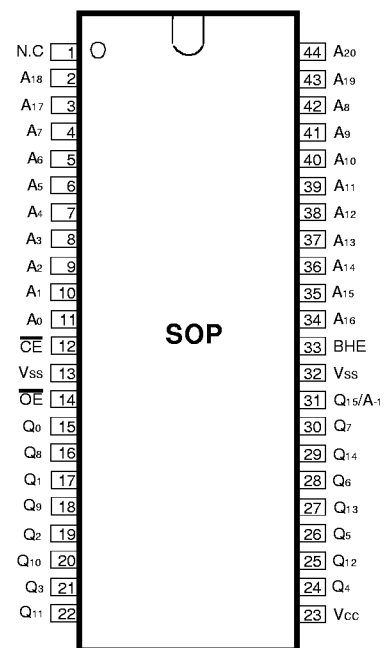 N.C 1 44 A20
A18 2 43 A19
A17 3 42 A8
A7 4 41 A9
A6 5 40 A10
A5 6 39 A11
A4 7 38 A12
A3 8 37 A13
A2 9 36 A14
A1 10 35 A15
A0 11 34 A16
SOP
CE 12 33 BHE
VSS 13 32 VSS
OE 14 31 Q15/A-1
Q0 15 30 Q7
Q8 16 29 Q14
Q1 17 28 Q6
Q9 18 27 Q13
Q2 19 26 Q5
Q10 20 25 Q12
Q3 21 24 Q4
Q11 22 23 VCC